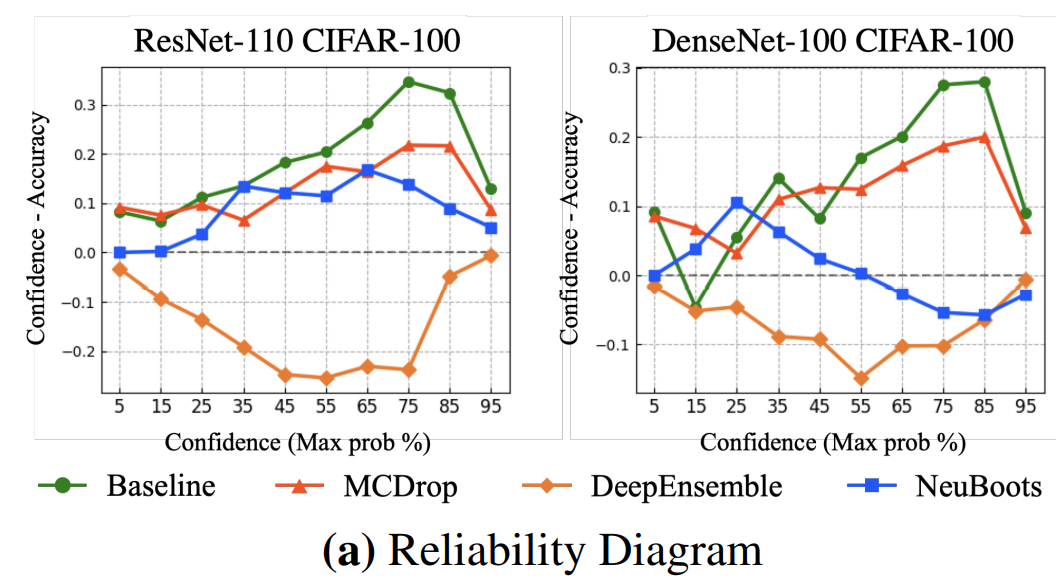 ResNet-110 CIFAR-100
DenseNet-100 CIFAR-100
Confidence - Accuracy
0.3
0.2
0.1
0.0
−0.1
−0.2
5 15 25 35 45 55 65 75 85 95
Confidence (Max prob %)
Confidence - Accuracy
0.3
0.2
0.1
0.0
−0.1
5 15 25 35 45 55 65 75 85 95
Confidence (Max prob %)
Baseline MCDrop DeepEnsemble NeuBoots
(a) Reliability Diagram